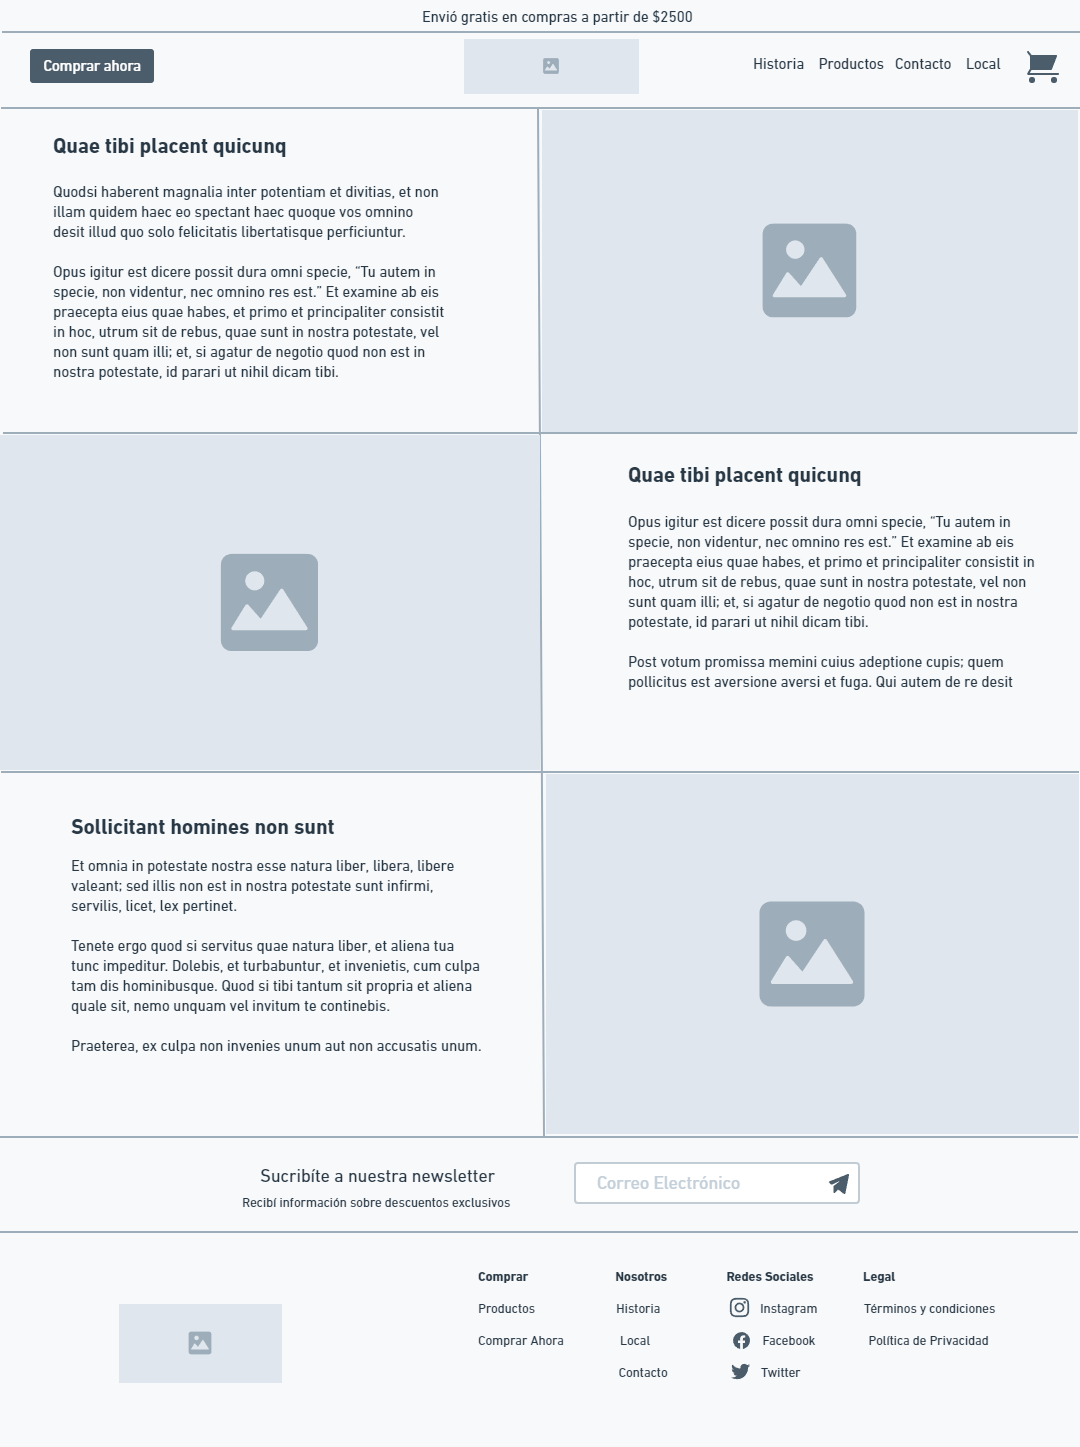 Envió gratis en compras a partir de $2500
Comprar ahora
Historia Productos Contacto Local
Quae tibi placent quicunq
Quodsi haberent magnalia inter potentiam et divitias, et non
illam quidem haec eo spectant haec quoque vos omnino
desit illud quo solo felicitatis libertatisque perficiuntur.
Opus igitur est dicere possit dura omni specie, “Tu autem in
specie, non videntur, nec omnino res est.” Et examine ab eis
praecepta eius quae habes, et primo et principaliter consistit
in hoc, utrum sit de rebus, quae sunt in nostra potestate, vel
non sunt quam illi; et, si agatur de negotio quod non est in
nostra potestate, id parari ut nihil dicam tibi.
Quae tibi placent quicunq
Opus igitur est dicere possit dura omni specie, “Tu autem in
specie, non videntur, nec omnino res est.” Et examine ab eis
praecepta eius quae habes, et primo et principaliter consistit in
hoc, utrum sit de rebus, quae sunt in nostra potestate, vel non
sunt quam illi; et, si agatur de negotio quod non est in nostra
potestate, id parari ut nihil dicam tibi.
Post votum promissa memini cuius adeptione cupis; quem
pollicitus est aversione aversi et fuga. Qui autem de re desit
Sollicitant homines non sunt
Et omnia in potestate nostra esse natura liber, libera, libere
valeant; sed illis non est in nostra potestate sunt infirmi,
servilis, licet, lex pertinet.
Tenete ergo quod si servitus quae natura liber, et aliena tua
tunc impeditur. Dolebis, et turbabuntur, et invenietis, cum culpa
tam dis hominibusque. Quod si tibi tantum sit propria et aliena
quale sit, nemo unquam vel invitum te continebis.
Praeterea, ex culpa non invenies unum aut non accusatis unum.
Sucribíte a nuestra newsletter
Recibí información sobre descuentos exclusivos
Correo Electrónico
Comprar
Productos
Comprar Ahora
Nosotros
Historia
Local
Contacto
Redes Sociales
Instagram
Facebook
Twitter
Legal
Términos y condiciones
Política de Privacidad